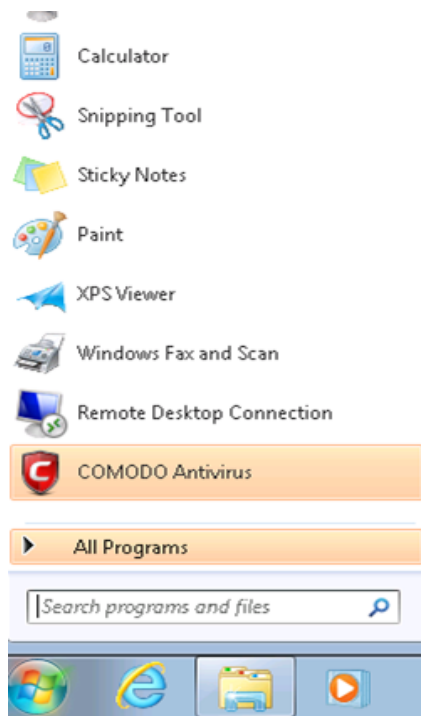 Calculator
Snipping Tool
Sticky Notes
Paint
XPS Viewer
Windows Fax and Scan
Remote Desktop Connection
COMODO Antivirus
All Programs
Search programs and files